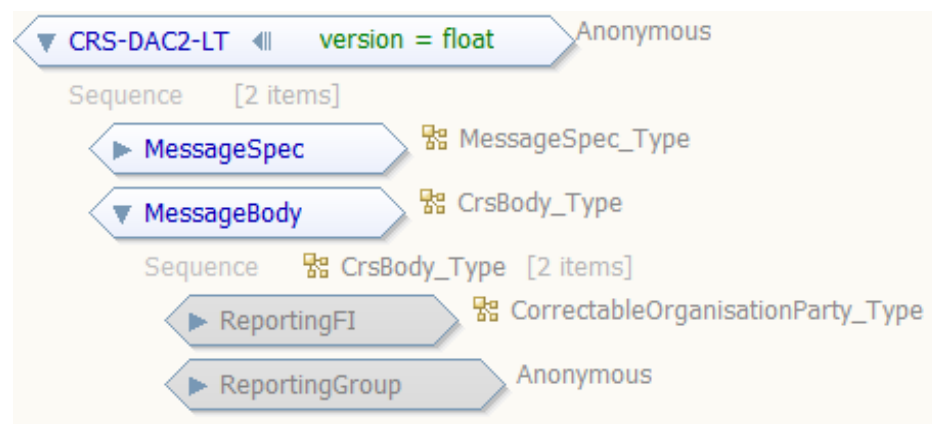 CRS-DAC2-LT version = float Anonymous
Sequence [2 items]
MessageSpec MessageSpec_Type
MessageBody CrsBody_Type
Sequence CrsBody_Type [2 items]
ReportingFI CorrectableOrganisationParty_Type
ReportingGroup Anonymous